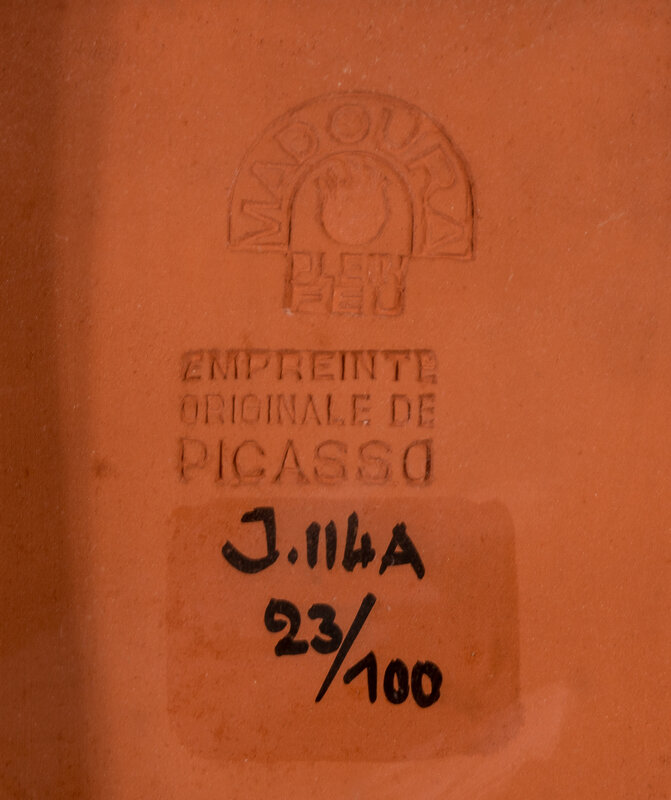 MADOURA
PLEIN
FEU
EMPREINTE
ORIGINALE DE
PICASSO
J.114A
23/100